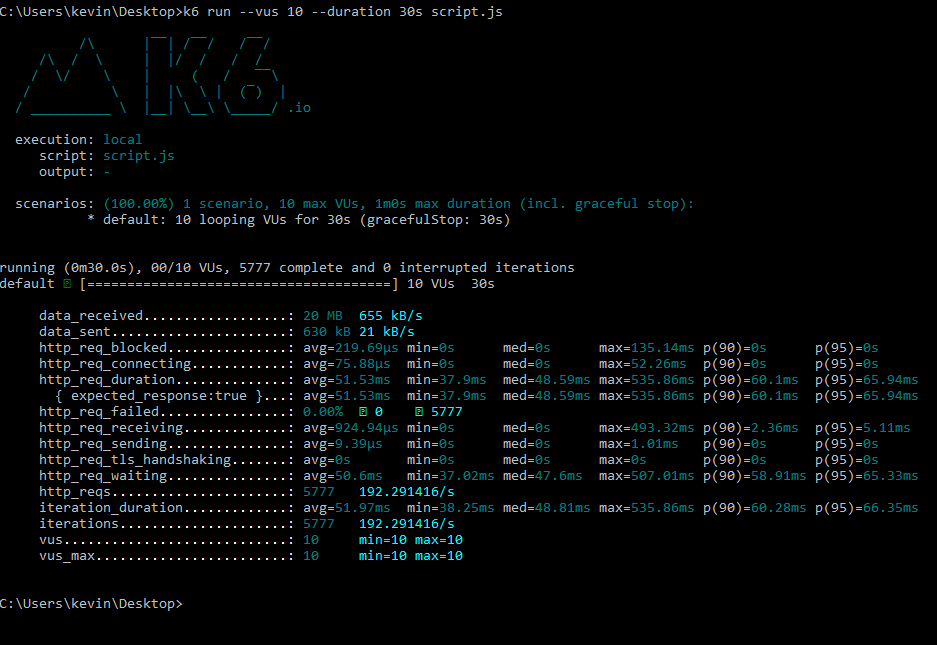 C:\Users\kevin\Desktop>k6 run --vus 10 --duration 30s script.js
K6 .io
execution: local
script: script.js
output: -
scenarios: (100.00%) 1 scenario, 10 max VUs, 1m0s max duration (incl. graceful stop):
* default: 10 looping VUs for 30s (gracefulStop: 30s)
running (0m30.0s), 00/10 VUs, 5777 complete and 0 interrupted iterations
default [======================================] 10 VUs  30s
data_received..................: 20 MB  655 kB/s
data_sent......................: 630 kB 21 kB/s
http_req_blocked...............: avg=219.69µs min=0s      med=0s      max=135.14ms p(90)=0s      p(95)=0s
http_req_connecting............: avg=75.88µs  min=0s      med=0s      max=52.26ms  p(90)=0s      p(95)=0s
http_req_duration..............: avg=51.53ms  min=37.9ms  med=48.59ms max=535.86ms p(90)=60.1ms  p(95)=65.94ms
{ expected_response:true }...: avg=51.53ms  min=37.9ms  med=48.59ms max=535.86ms p(90)=60.1ms  p(95)=65.94ms
http_req_failed................: 0.00%  0    5777
http_req_receiving.............: avg=924.94µs min=0s      med=0s      max=493.32ms p(90)=2.36ms  p(95)=5.11ms
http_req_sending...............: avg=9.39µs   min=0s      med=0s      max=1.01ms   p(90)=0s      p(95)=0s
http_req_tls_handshaking.......: avg=0s       min=0s      med=0s      max=0s       p(90)=0s      p(95)=0s
http_req_waiting...............: avg=50.6ms   min=37.02ms med=47.6ms  max=507.01ms p(90)=58.91ms p(95)=65.33ms
http_reqs......................: 5777   192.291416/s
iteration_duration.............: avg=51.97ms  min=38.25ms med=48.81ms max=535.86ms p(90)=60.28ms p(95)=66.35ms
iterations.....................: 5777   192.291416/s
vus............................: 10     min=10 max=10
vus_max........................: 10     min=10 max=10
C:\Users\kevin\Desktop>